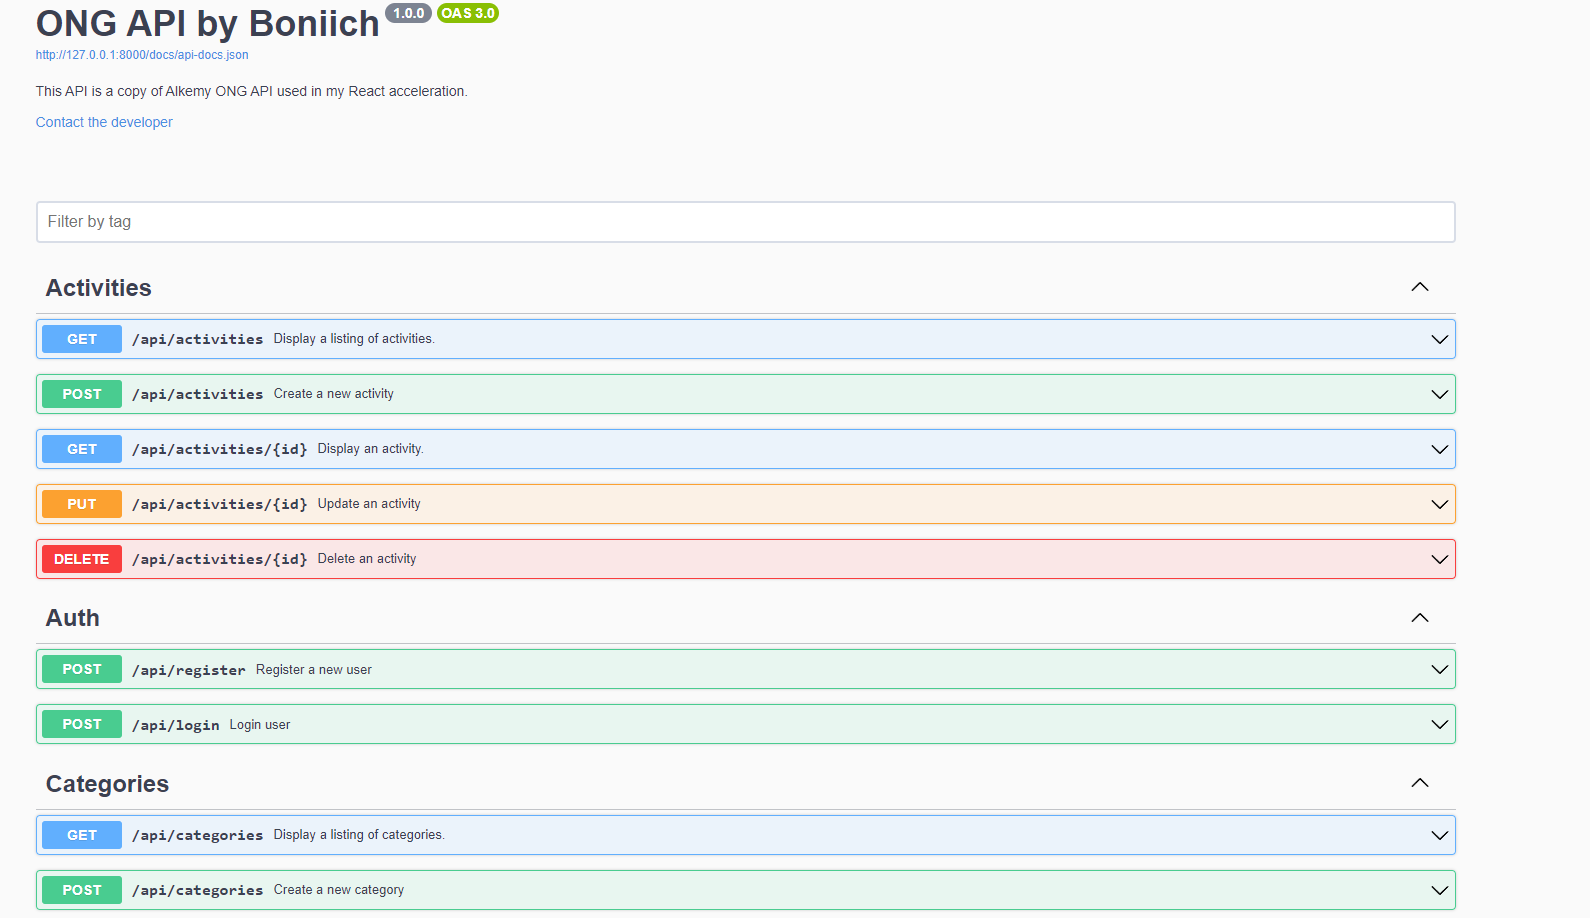 ONG API by Boniich 1.0.0 OAS 3.0
http://127.0.0.1:8000/docs/api-docs.json
This API is a copy of Alkemy ONG API used in my React acceleration.
Contact the developer
Filter by tag
Activities
GET /api/activities Display a listing of activities.
POST /api/activities Create a new activity
GET /api/activities/{id} Display an activity.
PUT /api/activities/{id} Update an activity
DELETE /api/activities/{id} Delete an activity
Auth
POST /api/register Register a new user
POST /api/login Login user
Categories
GET /api/categories Display a listing of categories.
POST /api/categories Create a new category